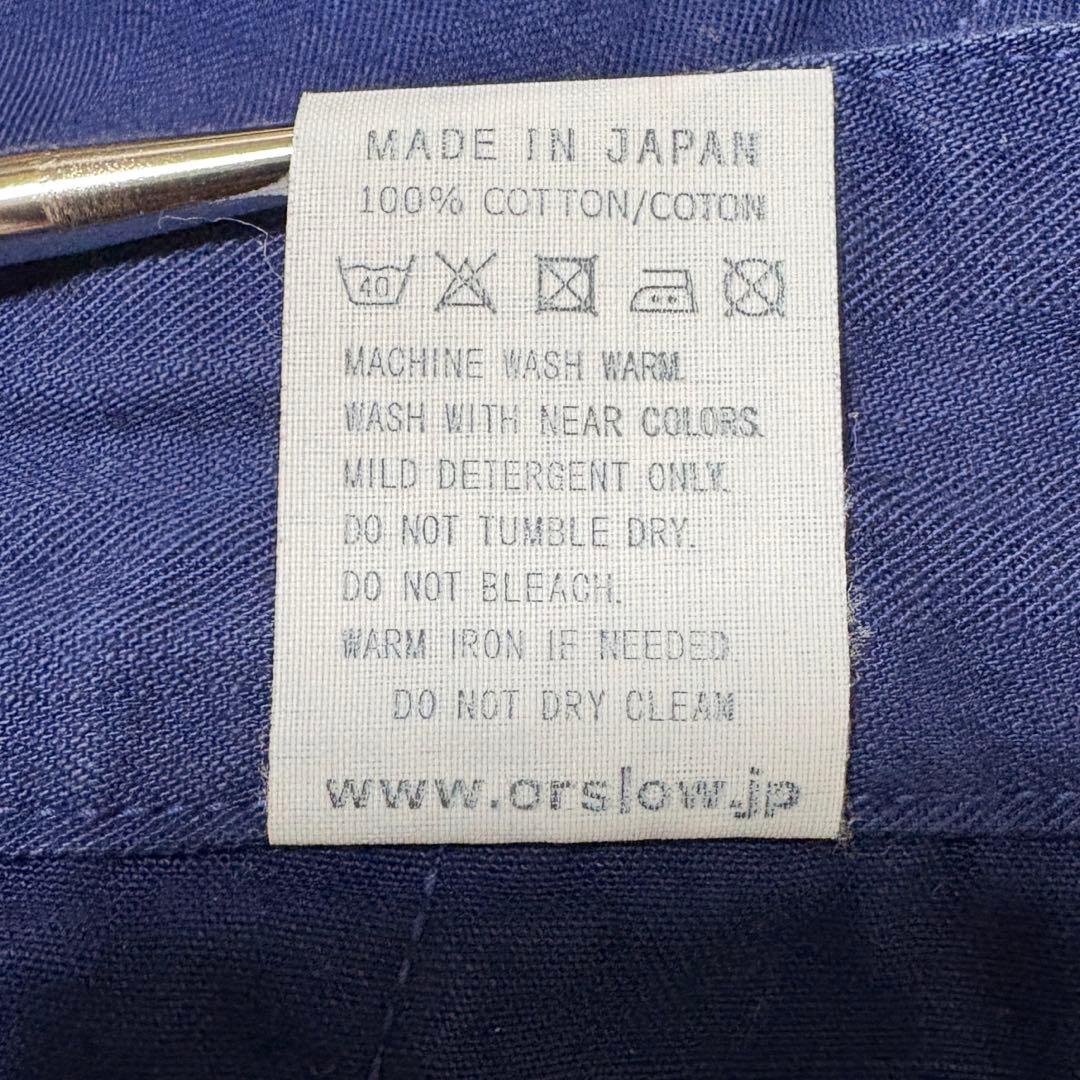 MADE IN JAPAN
100% COTTON/COTON
40
MACHINE WASH WARM.
WASH WITH NEAR COLORS.
MILD DETERGENT ONLY.
DO NOT TUMBLE DRY.
DO NOT BLEACH.
WARM IRON IF NEEDED.
DO NOT DRY CLEAN
www.orslow.jp